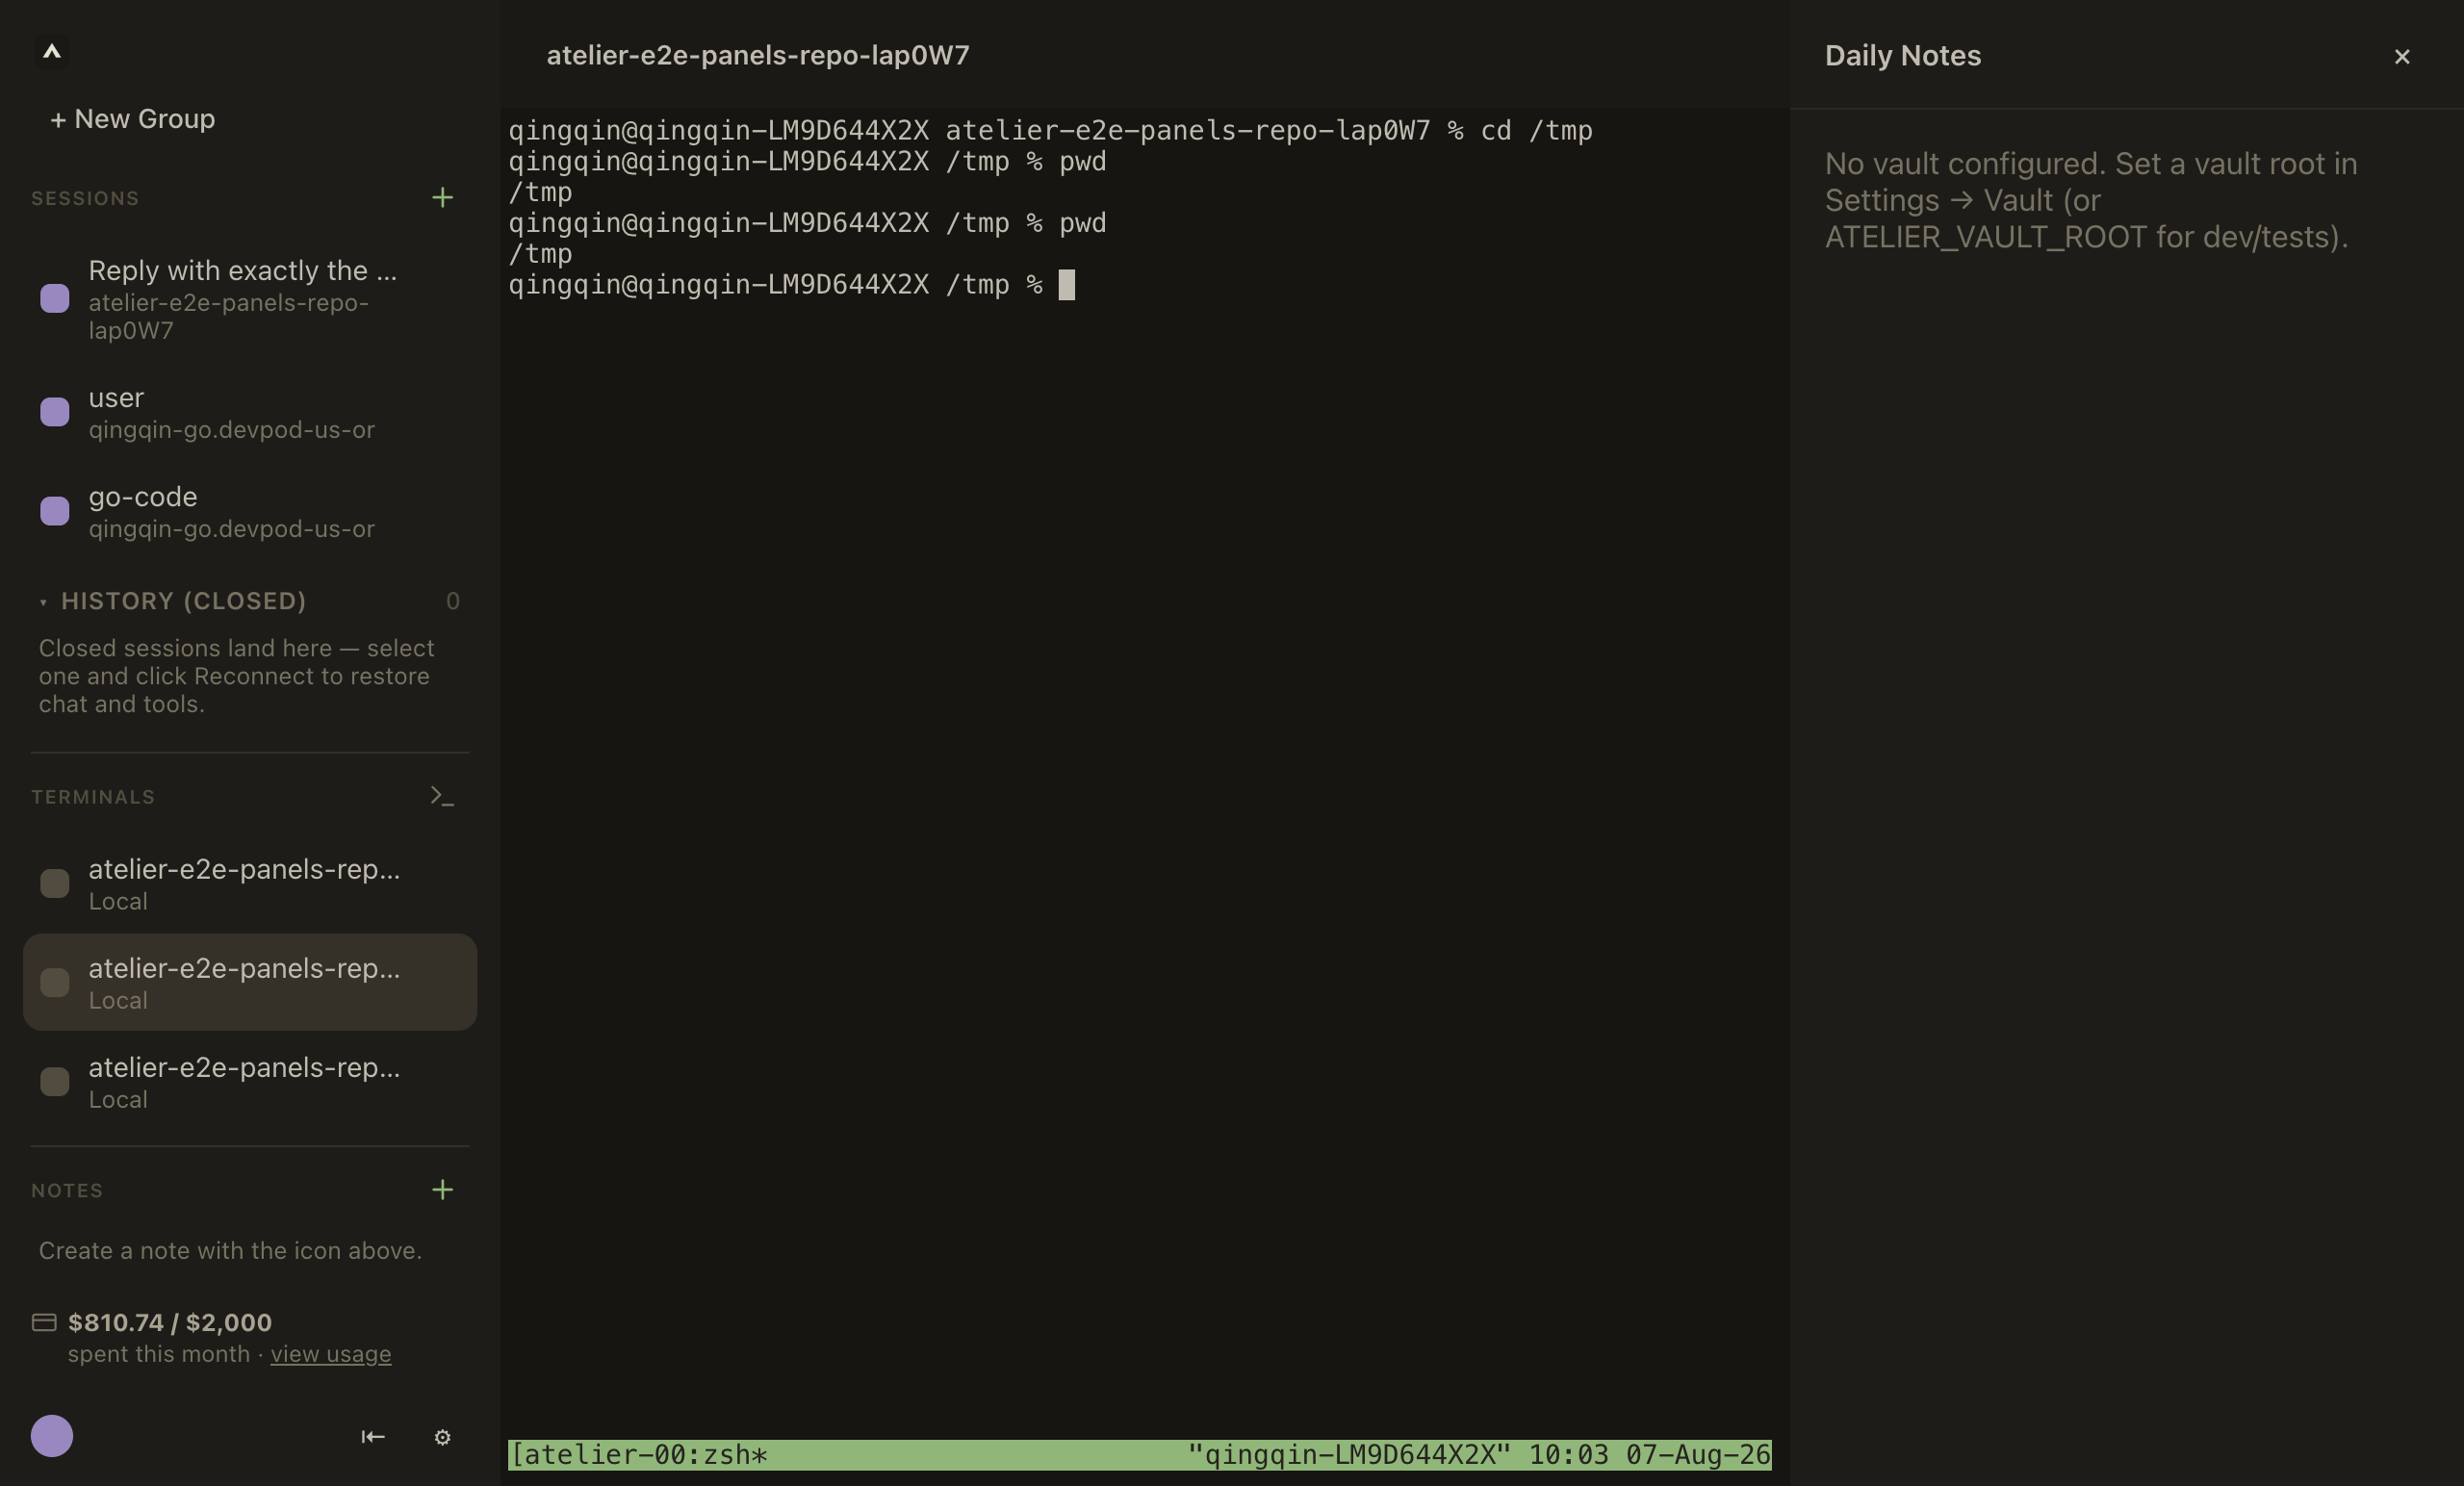 + New Group
SESSIONS
Reply with exactly the ...
atelier-e2e-panels-repo-
lap0W7
user
qingqin-go.devpod-us-or
go-code
qingqin-go.devpod-us-or
HISTORY (CLOSED) 0
Closed sessions land here — select
one and click Reconnect to restore
chat and tools.
TERMINALS
atelier-e2e-panels-rep...
Local
atelier-e2e-panels-rep...
Local
atelier-e2e-panels-rep...
Local
NOTES
Create a note with the icon above.
$810.74 / $2,000
spent this month · view usage
atelier-e2e-panels-repo-lap0W7
qingqin@qingqin-LM9D644X2X atelier-e2e-panels-repo-lap0W7 % cd /tmp
qingqin@qingqin-LM9D644X2X /tmp % pwd
/tmp
qingqin@qingqin-LM9D644X2X /tmp % pwd
/tmp
qingqin@qingqin-LM9D644X2X /tmp %
[atelier-00:zsh* "qingqin-LM9D644X2X" 10:03 07-Aug-26
Daily Notes
No vault configured. Set a vault root in
Settings → Vault (or
ATELIER_VAULT_ROOT for dev/tests).